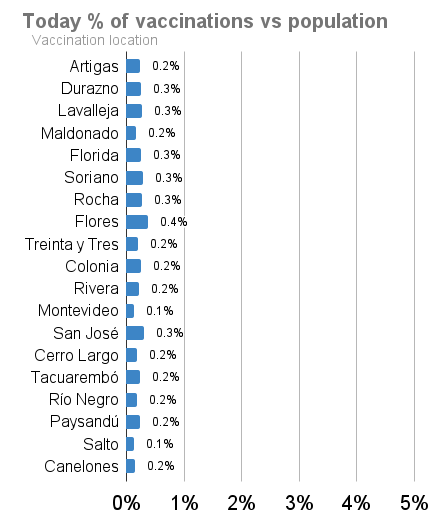 Today % of vaccinations vs population
Vaccination location
Artigas 0.2%
Durazno 0.3%
Lavalleja 0.3%
Maldonado 0.2%
Florida 0.3%
Soriano 0.3%
Rocha 0.3%
Flores 0.4%
Treinta y Tres 0.2%
Colonia 0.2%
Rivera 0.2%
Montevideo 0.1%
San José 0.3%
Cerro Largo 0.2%
Tacuarembó 0.2%
Río Negro 0.2%
Paysandú 0.2%
Salto 0.1%
Canelones 0.2%
0% 1% 2% 3% 4% 5%